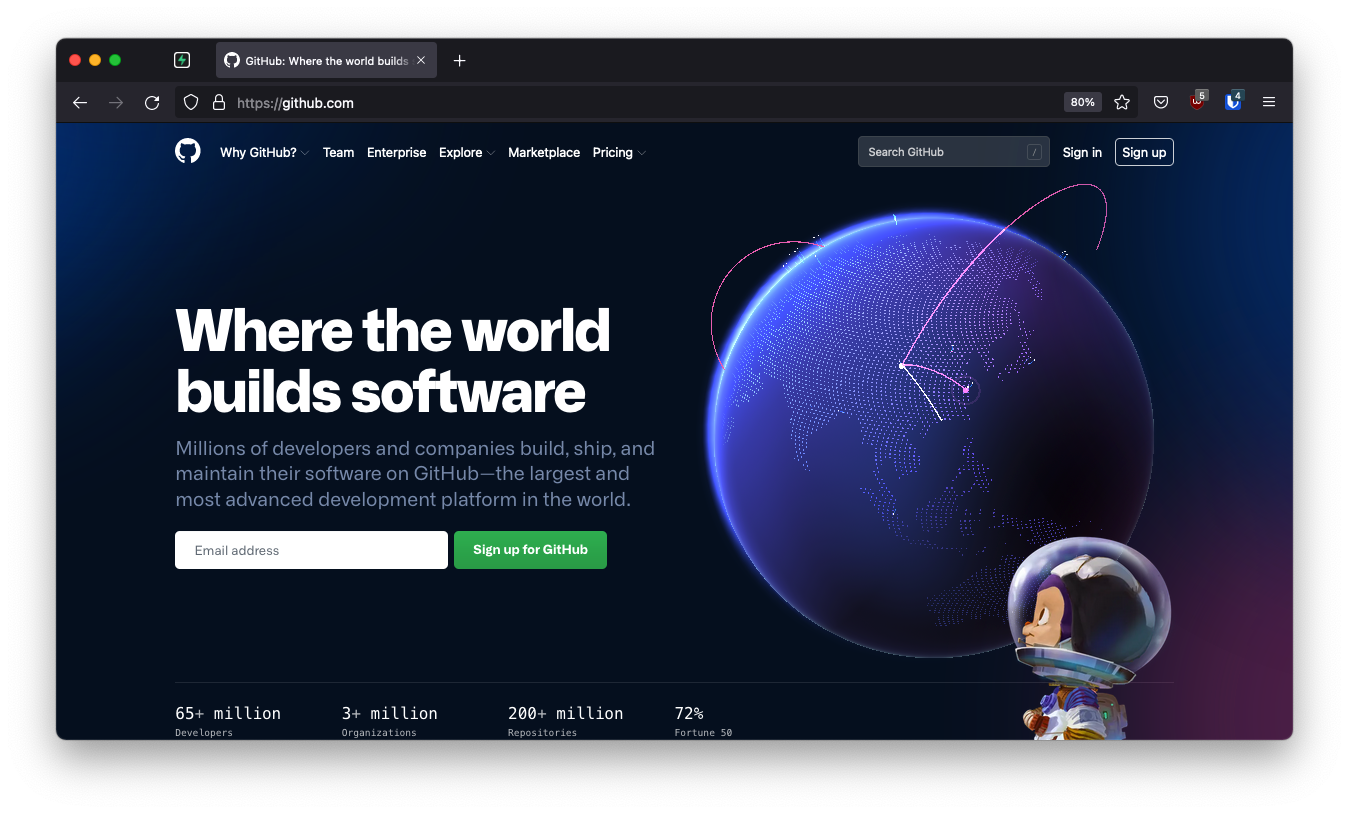 GitHub: Where the world builds
https://github.com
80%
5
4
Why GitHub?
Team
Enterprise
Explore
Marketplace
Pricing
Search GitHub
/
Sign in
Sign up
Where the world
builds software
Millions of developers and companies build, ship, and
maintain their software on GitHub—the largest and
most advanced development platform in the world.
Email address
Sign up for GitHub
65+ million
Developers
3+ million
Organizations
200+ million
Repositories
72%
Fortune 50